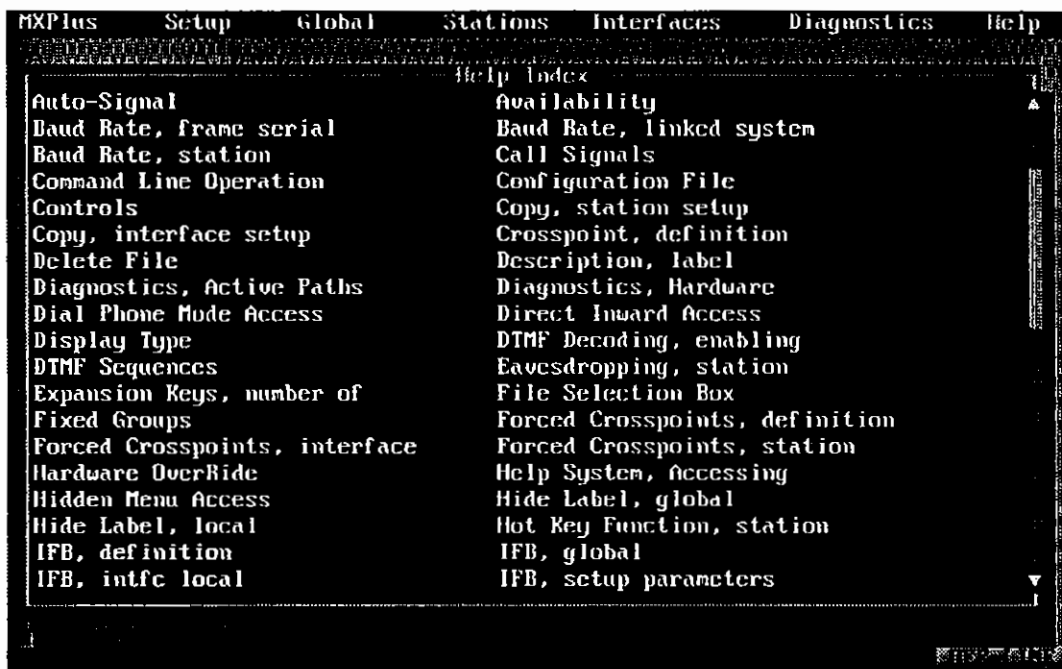 MXPlus Setup Global Stations Interfaces Diagnostics Help
Help Index
Auto-Signal Availability
Baud Rate, frame serial Baud Rate, linked system
Baud Rate, station Call Signals
Command Line Operation Configuration File
Controls Copy, station setup
Copy, interface setup Crosspoint, definition
Delete File Description, label
Diagnostics, Active Paths Diagnostics, Hardware
Dial Phone Mode Access Direct Inward Access
Display Type DTMF Decoding, enabling
DTMF Sequences Eavesdropping, station
Expansion Keys, number of File Selection Box
Fixed Groups Forced Crosspoints, definition
Forced Crosspoints, interface Forced Crosspoints, station
Hardware OverRide Help System, Accessing
Hidden Menu Access Hide Label, global
Hide Label, local Hot Key Function, station
IFB, definition IFB, global
IFB, intfc local IFB, setup parameters